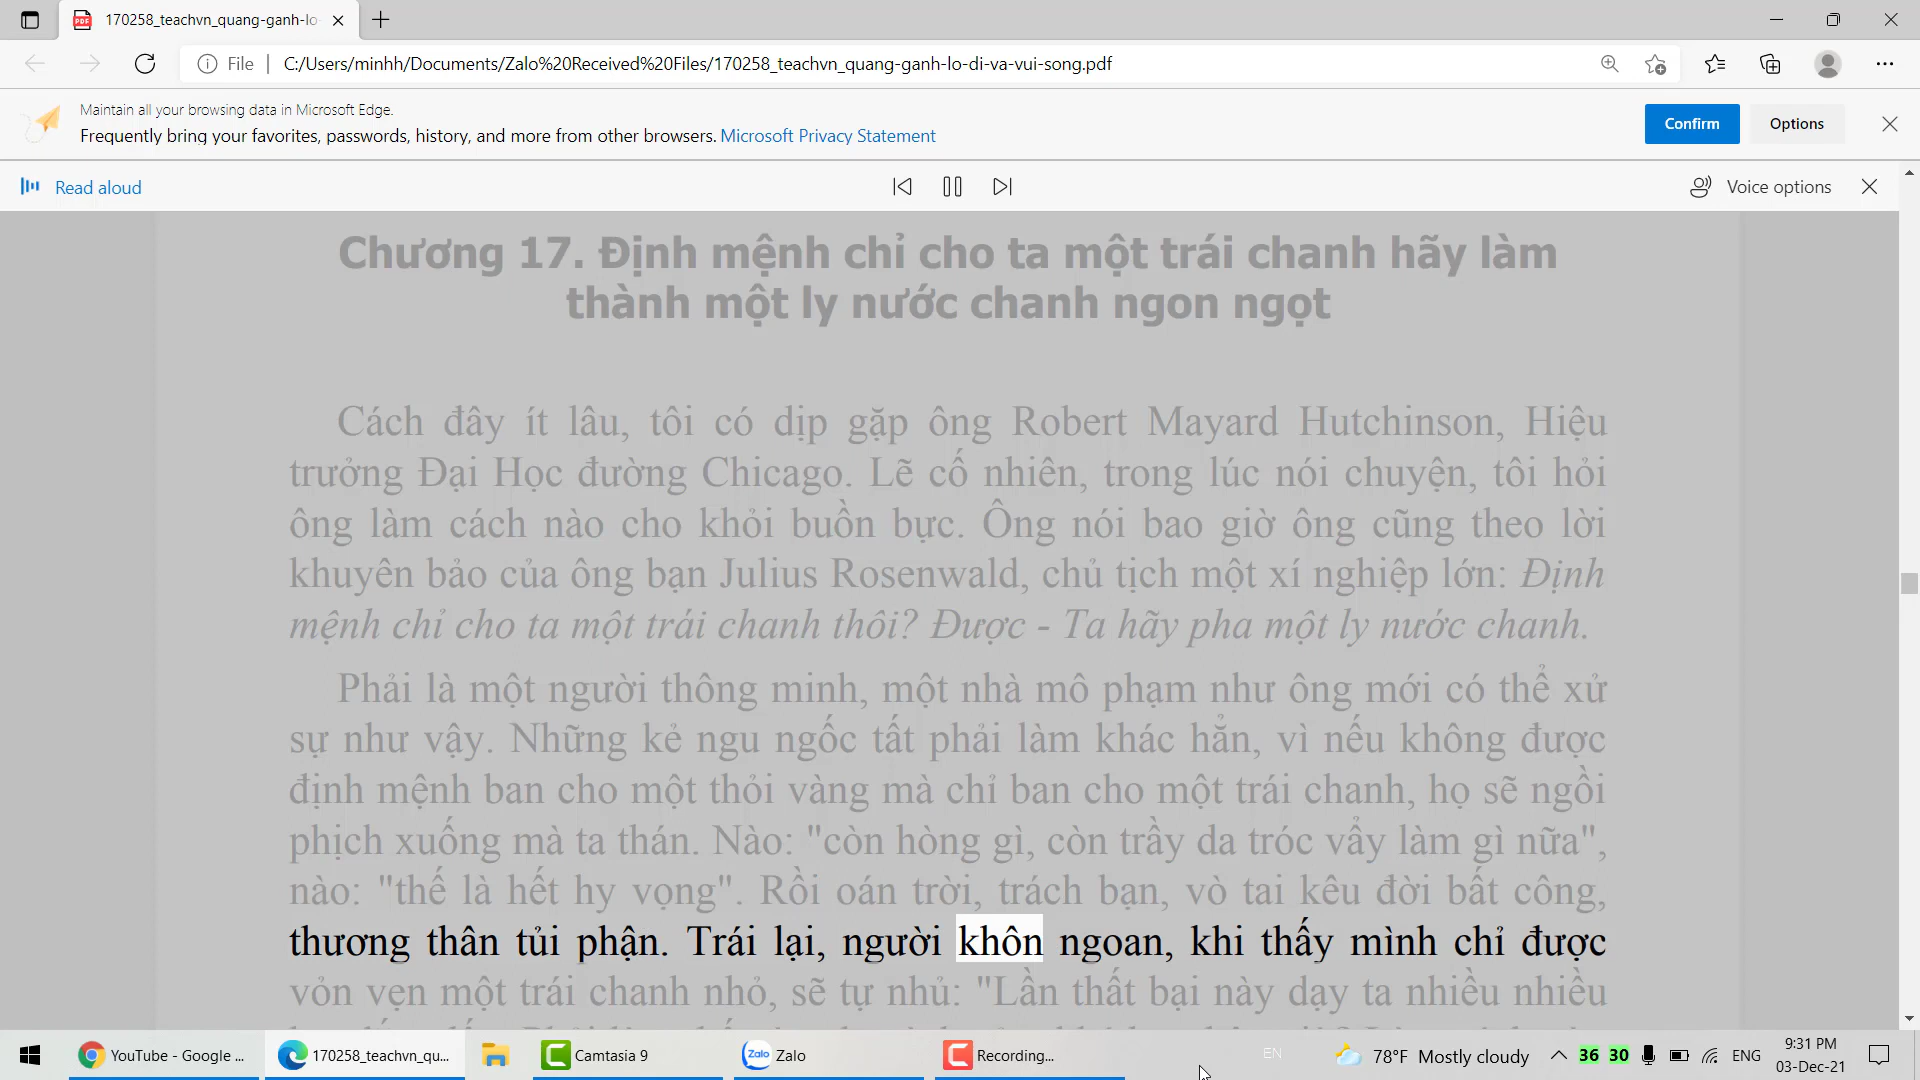 170258_teachvn_quang-ganh-lo-
File
C:/Users/minhh/Documents/Zalo%20Received%20Files/170258_teachvn_quang-ganh-lo-di-va-vui-song.pdf
Maintain all your browsing data in Microsoft Edge.
Frequently bring your favorites, passwords, history, and more from other browsers. Microsoft Privacy Statement
Confirm
Options
Read aloud
Voice options
Chương 17. Định mệnh chỉ cho ta một trái chanh hãy làm
thành một ly nước chanh ngon ngọt
Cách đây ít lâu, tôi có dịp gặp ông Robert Mayard Hutchinson, Hiệu
trưởng Đại Học đường Chicago. Lẽ cố nhiên, trong lúc nói chuyện, tôi hỏi
ông làm cách nào cho khỏi buồn bực. Ông nói bao giờ ông cũng theo lời
khuyên bảo của ông bạn Julius Rosenwald, chủ tịch một xí nghiệp lớn: Định
mệnh chỉ cho ta một trái chanh thôi? Được - Ta hãy pha một ly nước chanh.
Phải là một người thông minh, một nhà mô phạm như ông mới có thể xử
sự như vậy. Những kẻ ngu ngốc tất phải làm khác hẳn, vì nếu không được
định mệnh ban cho một thỏi vàng mà chỉ ban cho một trái chanh, họ sẽ ngồi
phịch xuống mà ta thán. Nào: "còn hòng gì, còn trầy da tróc vẩy làm gì nữa",
nào: "thế là hết hy vọng". Rồi oán trời, trách bạn, vò tai kêu đời bất công,
thương thân tủi phận. Trái lại, người khôn ngoan, khi thấy mình chỉ được
vỏn vẹn một trái chanh nhỏ, sẽ tự nhủ: "Lần thất bại này dạy ta nhiều nhiều
YouTube - Google ...
170258_teachvn_qu...
Camtasia 9
Zalo
Recording...
EN
78°F Mostly cloudy
36 30
ENG
9:31 PM
03-Dec-21